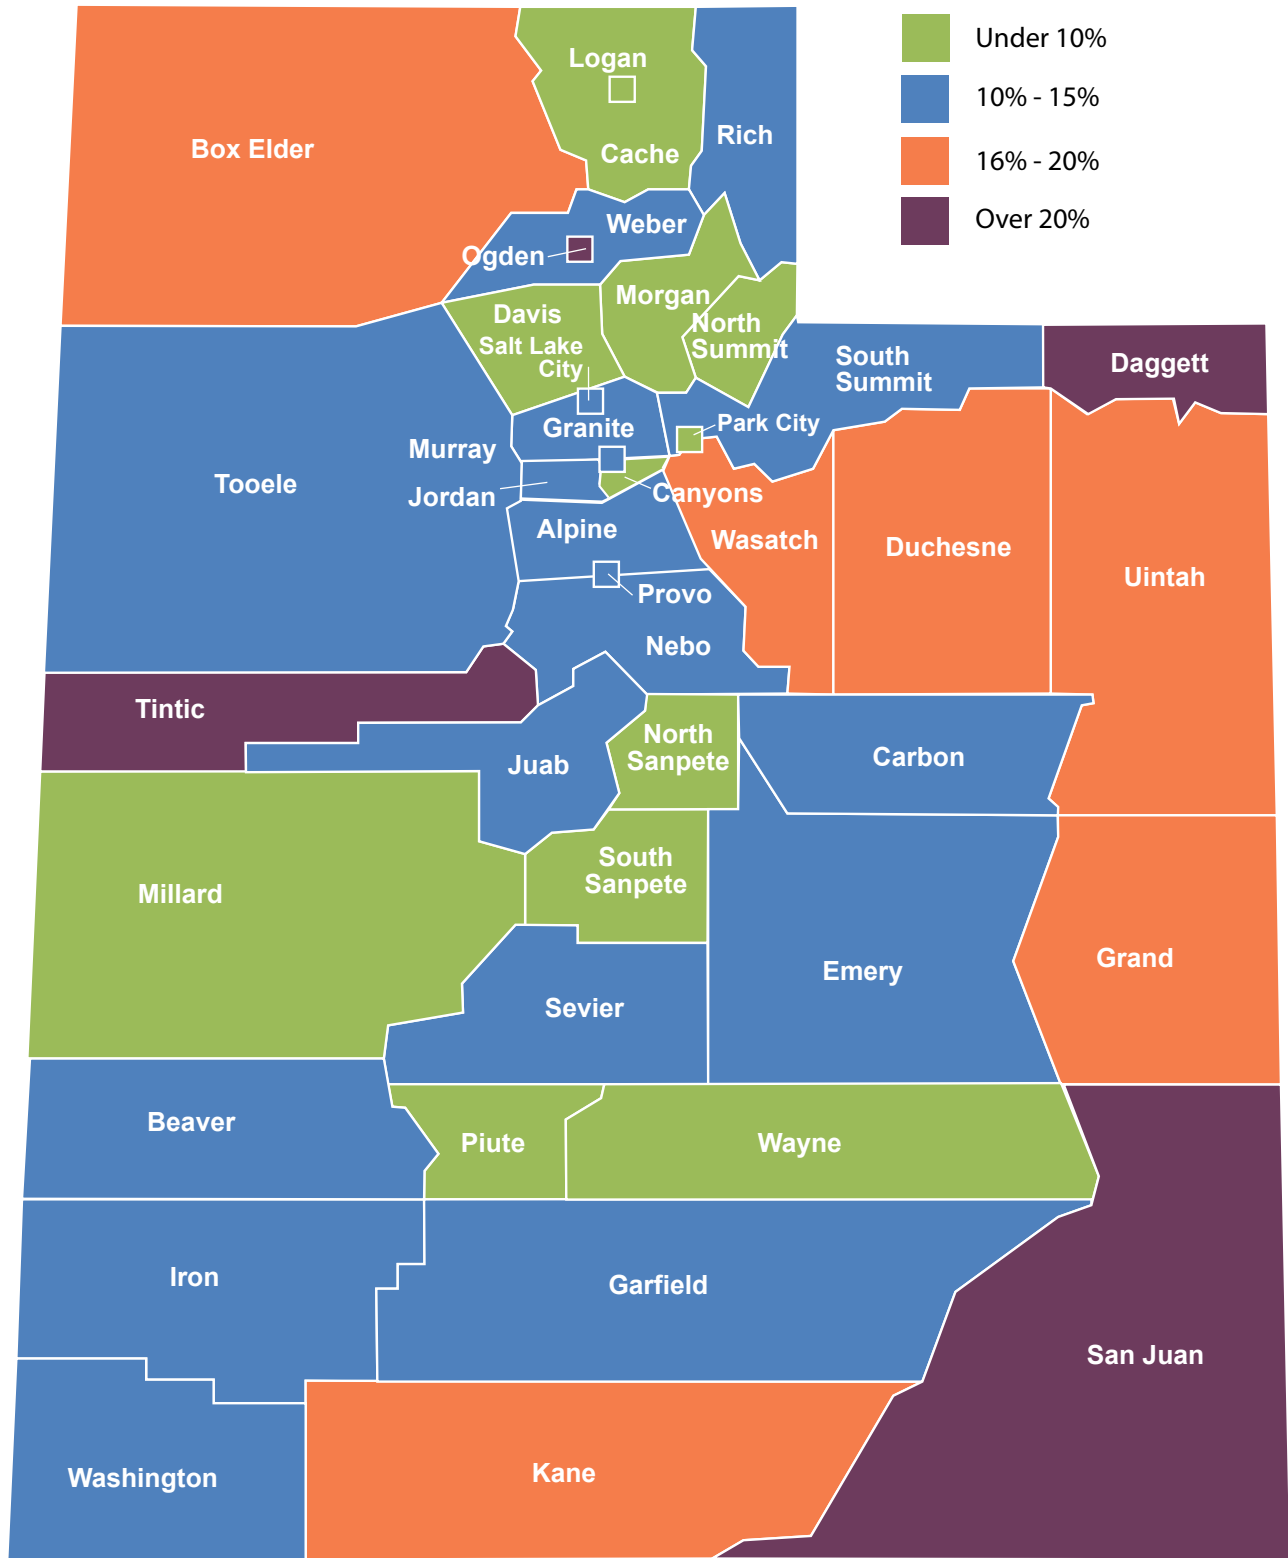 Under 10%
10% - 15%
16% - 20%
Over 20%
Logan
Cache
Rich
Box Elder
Weber
Ogden
Morgan
North
Summit
Davis
Salt Lake
City
South
Summit
Daggett
Park City
Granite
Murray
Jordan
Canyons
Tooele
Alpine
Wasatch
Duchesne
Uintah
Provo
Nebo
Tintic
North
Sanpete
Juab
Carbon
South
Sanpete
Millard
Emery
Grand
Sevier
Beaver
Piute
Wayne
Iron
Garfield
San Juan
Washington
Kane